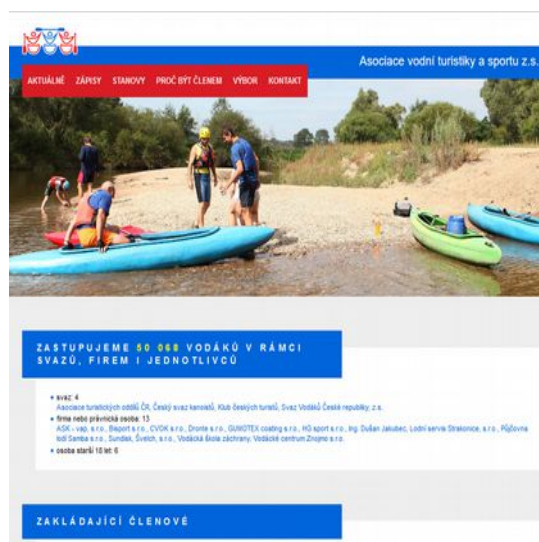 Asociace vodní turistiky a sportu z.s.
AKTUÁLNĚ ZÁPISY STANOVY PROČ BÝT ČLENEM VÝBOR KONTAKT
ZASTUPUJEME 50 068 VODÁKŮ V RÁMCI
SVAZŮ, FIREM I JEDNOTLIVCŮ
svaz: 4
Asociace turistických oddílů ČR, Český svaz kanoistů, Klub českých turistů, Svaz Vodáků České republiky, z.s.
firma nebo právnická osoba: 13
ASK - vap, s.r.o., Bisport s.r.o., CVOK s.r.o., Dronte s.r.o., GUMOTEX coating s.r.o., HG sport s.r.o., Ing. Dušan Jakubec, Lodní servis Strakonice, s.r.o., Půjčovna
lodí Samba s.r.o., Sundisk, Švelch, s.r.o., Vodácká škola záchrany, Vodácké centrum Znojmo s.r.o.
osoba starší 18 let: 6
ZAKLÁDAJÍCÍ ČLENOVÉ